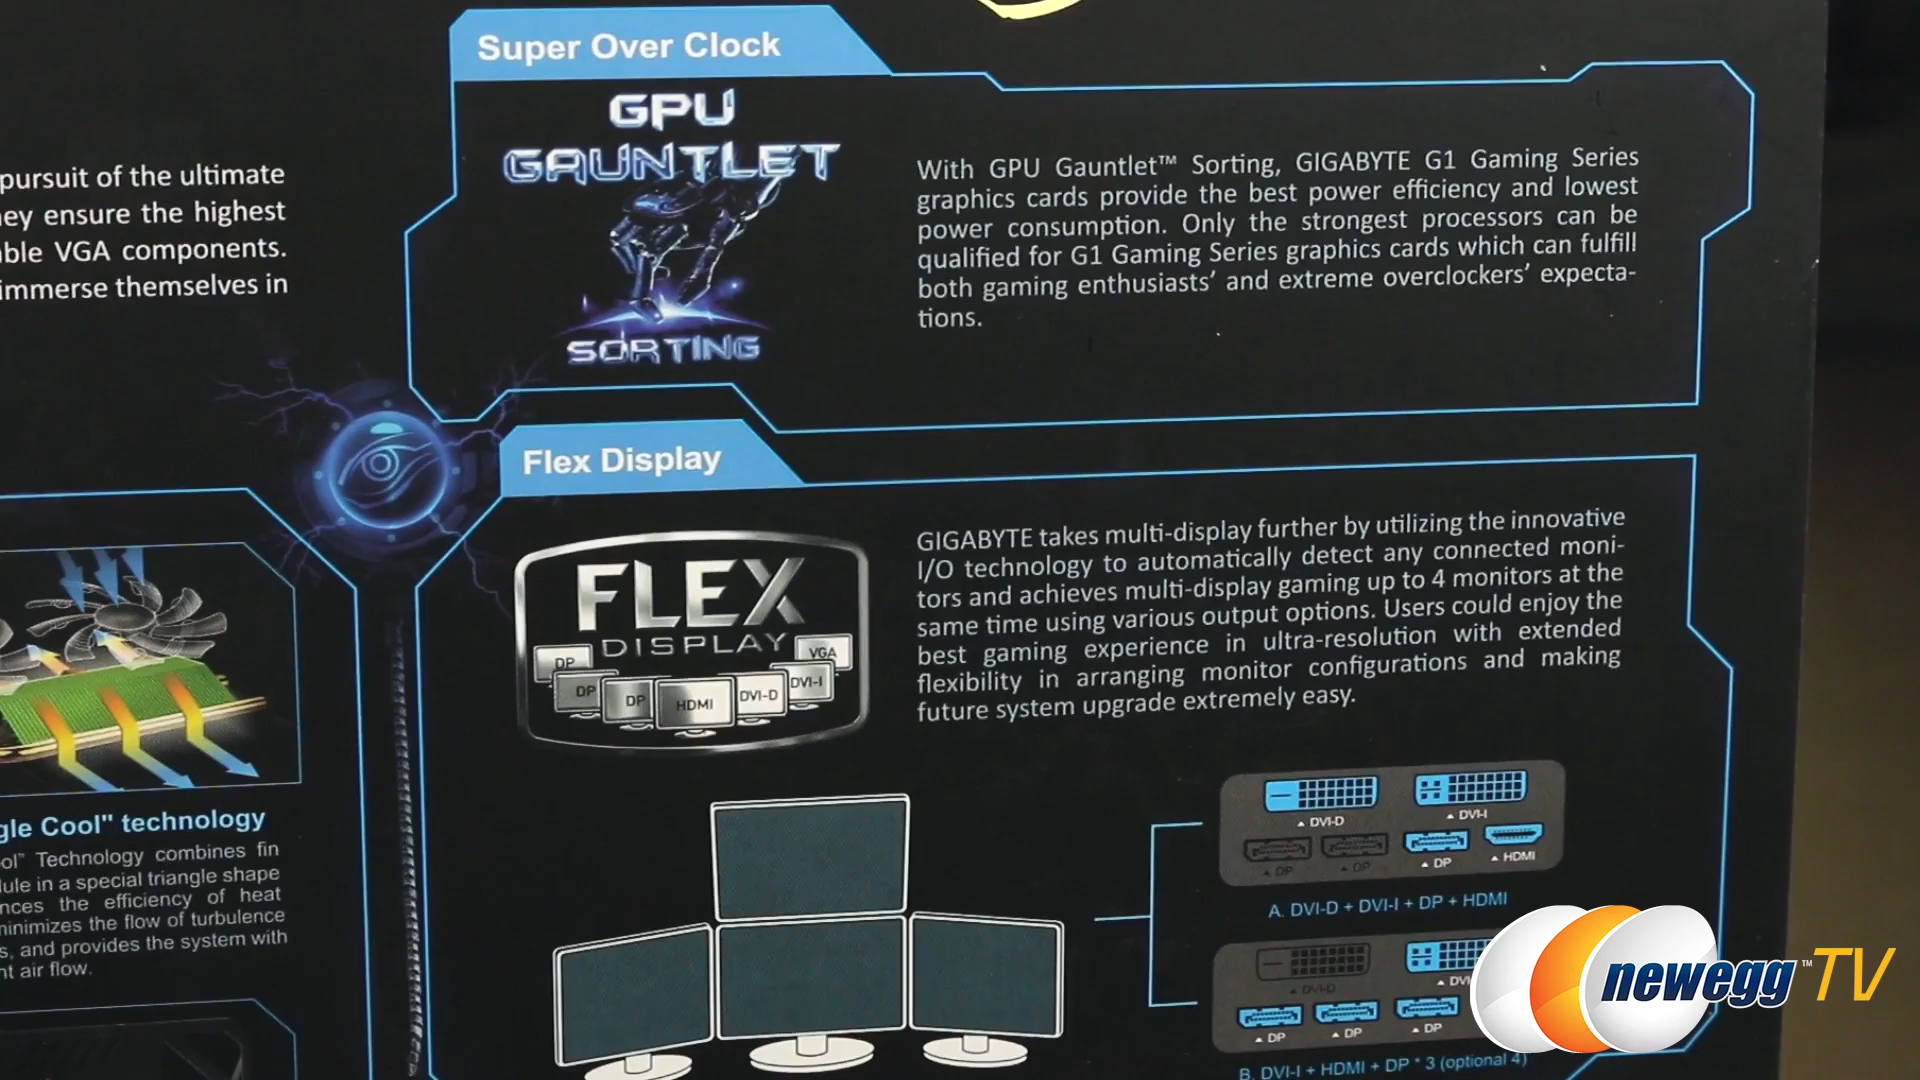 Super Over Clock
GPU
GAUNTLET
SORTING
With GPU Gauntlet™ Sorting, GIGABYTE G1 Gaming Series
graphics cards provide the best power efficiency and lowest
power consumption. Only the strongest processors can be
qualified for G1 Gaming Series graphics cards which can fulfill
both gaming enthusiasts' and extreme overclockers' expecta-
tions.
pursuit of the ultimate
ey ensure the highest
ble VGA components.
immerse themselves in
Flex Display
FLEX
DISPLAY
DP
DP
DP
HDMI
DVI-D
DVI-I
VGA
GIGABYTE takes multi-display further by utilizing the innovative
I/O technology to automatically detect any connected moni-
tors and achieves multi-display gaming up to 4 monitors at the
same time using various output options. Users could enjoy the
best gaming experience in ultra-resolution with extended
flexibility in arranging monitor configurations and making
future system upgrade extremely easy.
gle Cool" technology
ol" Technology combines fin
ule in a special triangle shape
nces the efficiency of heat
minimizes the flow of turbulence
s, and provides the system with
nt air flow.
▲ DVI-D ▲ DVI-I
▲ DP ▲ DP ▲ DP ▲ HDMI
A. DVI-D + DVI-I + DP + HDMI
▲ DVI-D ▲ DVI
▲ DP ▲ DP ▲ DP
B. DVI-I + HDMI + DP * 3 (optional 4)
newegg™ TV